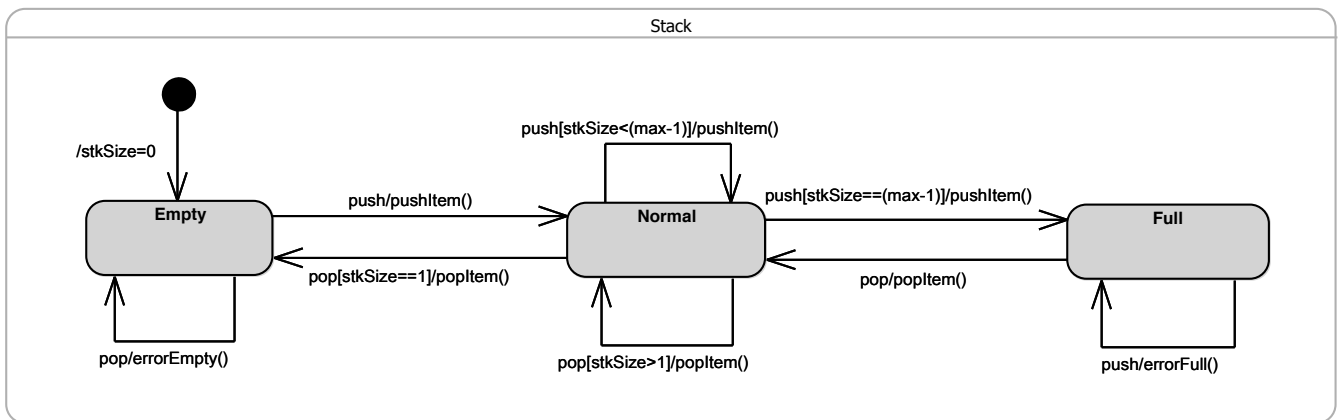 Stack
/stkSize=0
push[stkSize<(max-1)]/pushItem()
Empty
push/pushItem()
Normal
push[stkSize==(max-1)]/pushItem()
Full
pop[stkSize==1]/popItem()
pop/popItem()
pop/errorEmpty()
pop[stkSize>1]/popItem()
push/errorFull()